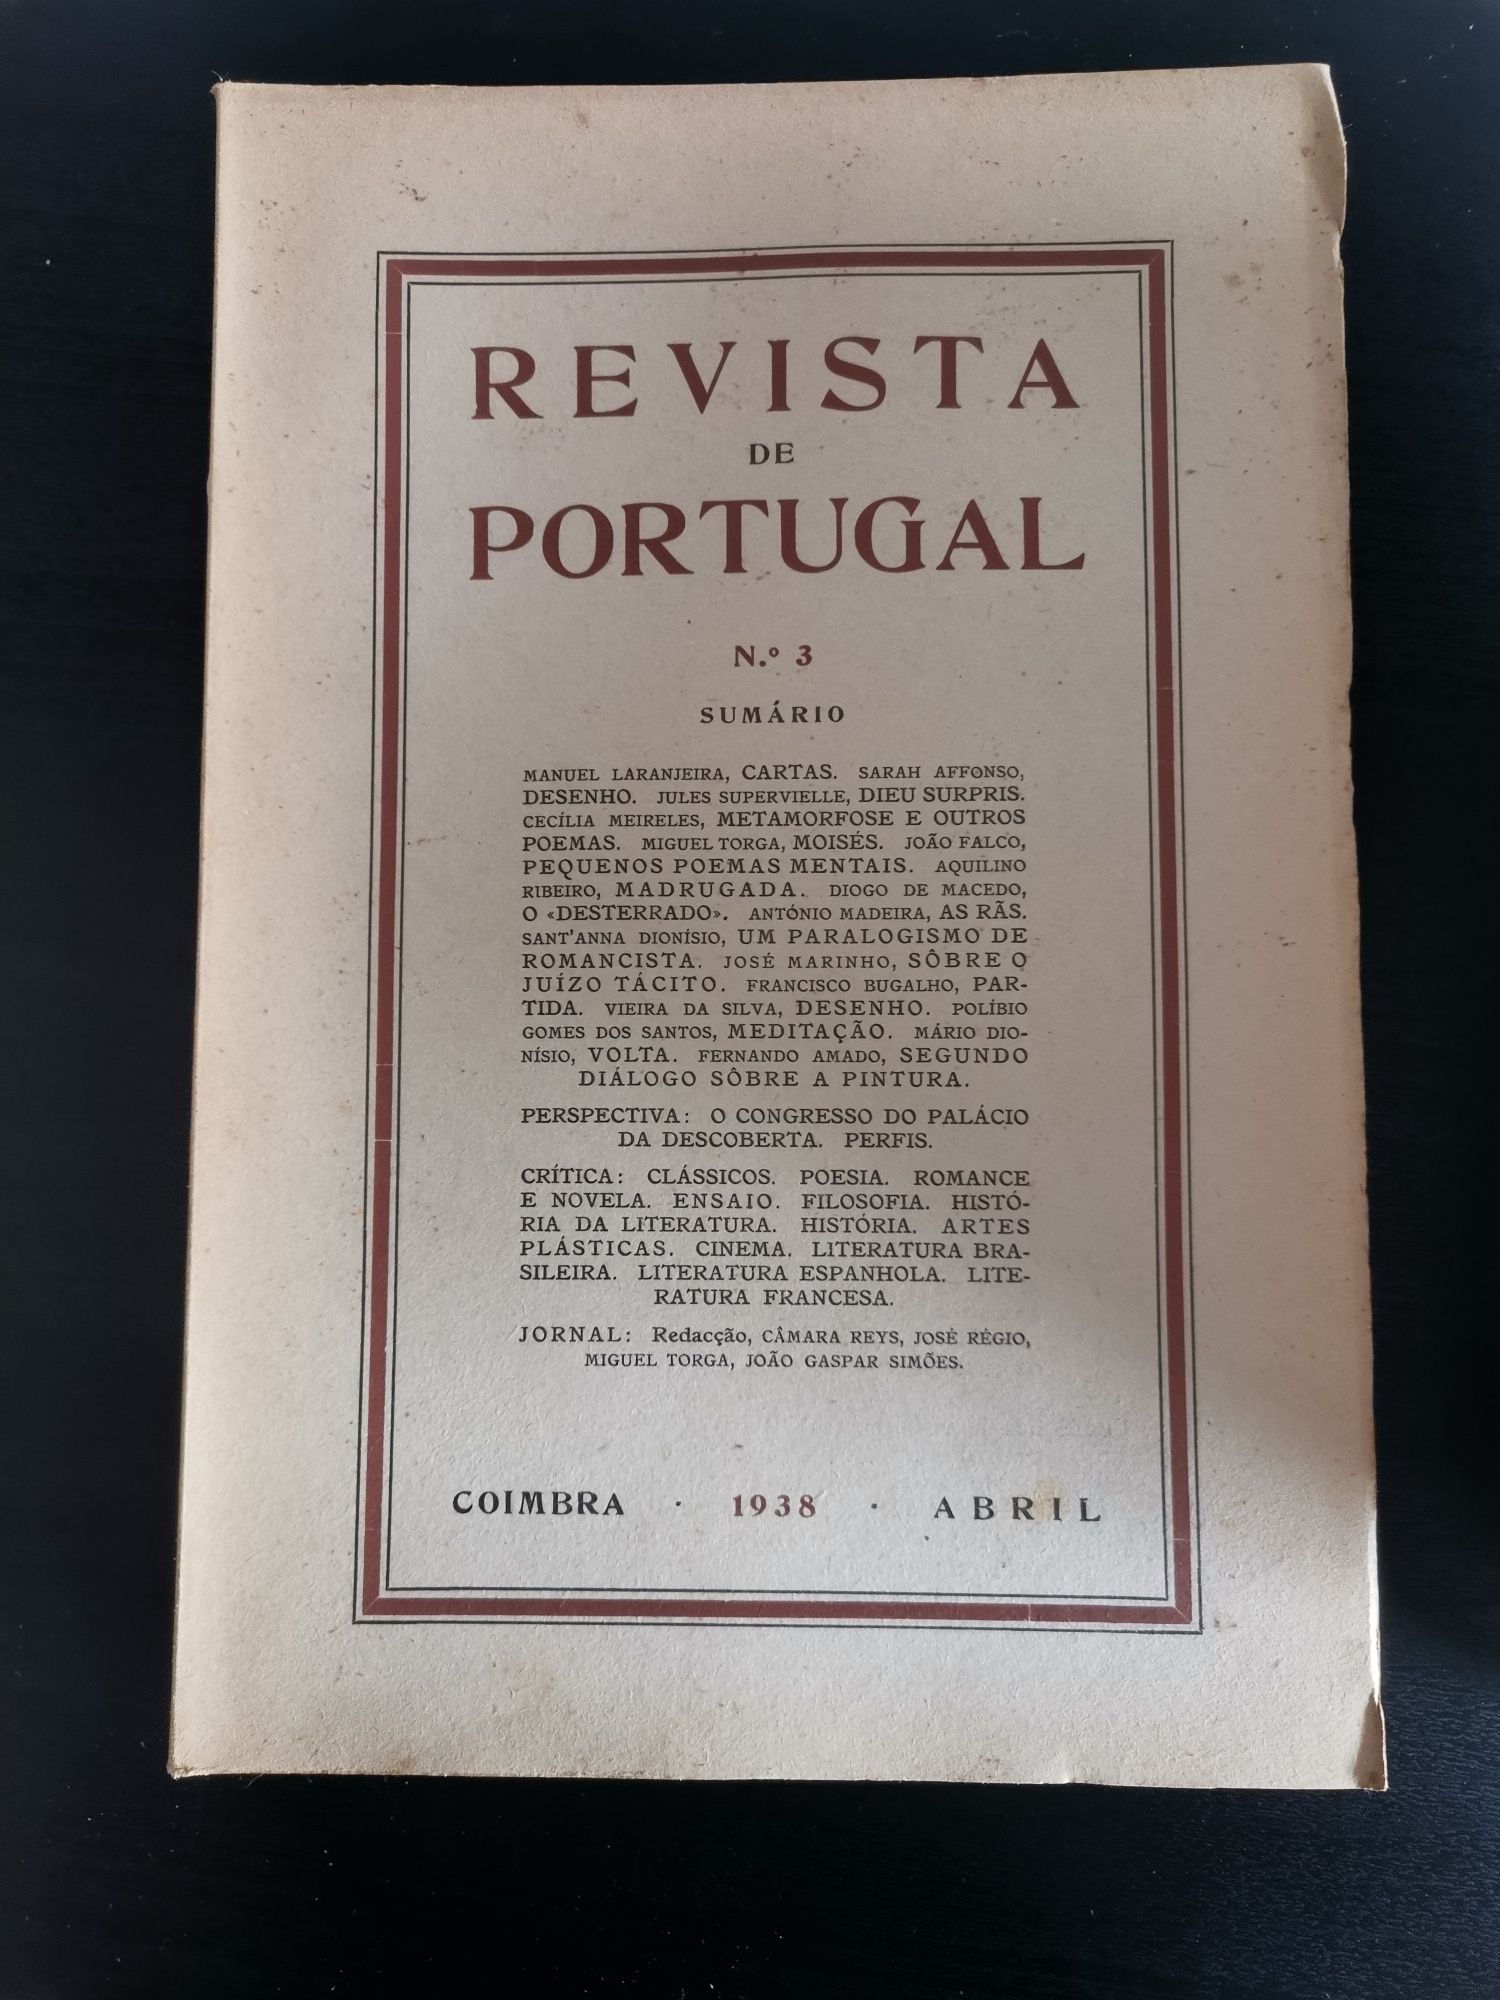 REVISTA
DE
PORTUGAL
N.º 3
SUMÁRIO
MANUEL LARANJEIRA, CARTAS. SARAH AFFONSO,
DESENHO. JULES SUPERVIELLE, DIEU SURPRIS.
CECÍLIA MEIRELES, METAMORFOSE E OUTROS
POEMAS. MIGUEL TORGA, MOISÉS. JOÃO FALCO,
PEQUENOS POEMAS MENTAIS. AQUILINO
RIBEIRO, MADRUGADA. DIOGO DE MACEDO,
O «DESTERRADO». ANTÓNIO MADEIRA, AS RÃS.
SANT'ANNA DIONÍSIO, UM PARALOGISMO DE
ROMANCISTA. JOSÉ MARINHO, SÔBRE O
JUÍZO TÁCITO. FRANCISCO BUGALHO, PAR-
TIDA. VIEIRA DA SILVA, DESENHO. POLÍBIO
GOMES DOS SANTOS, MEDITAÇÃO. MÁRIO DIO-
NÍSIO, VOLTA. FERNANDO AMADO, SEGUNDO
DIÁLOGO SÔBRE A PINTURA.
PERSPECTIVA: O CONGRESSO DO PALÁCIO
DA DESCOBERTA. PERFIS.
CRÍTICA: CLÁSSICOS. POESIA. ROMANCE
E NOVELA. ENSAIO. FILOSOFIA. HISTÓ-
RIA DA LITERATURA. HISTÓRIA. ARTES
PLÁSTICAS. CINEMA. LITERATURA BRA-
SILEIRA. LITERATURA ESPANHOLA. LITE-
RATURA FRANCESA.
JORNAL: Redacção, CÂMARA REYS, JOSÉ RÉGIO,
MIGUEL TORGA, JOÃO GASPAR SIMÕES.
COIMBRA · 1938 · ABRIL